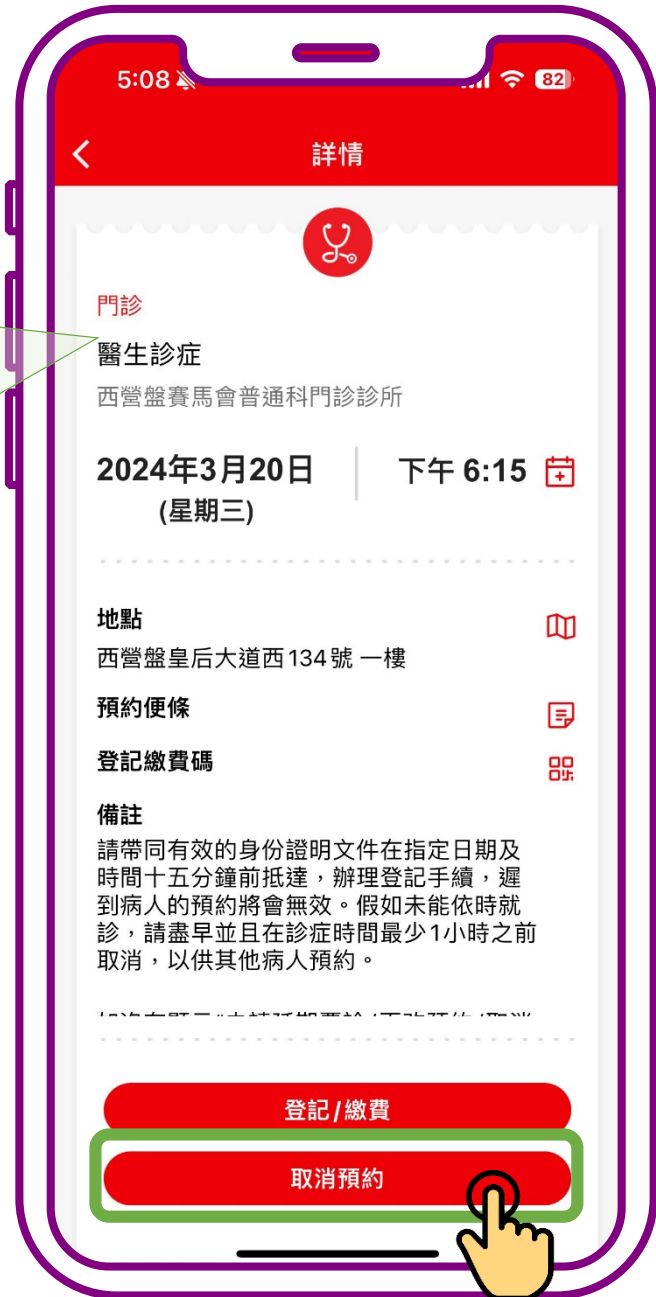 5:08
82
詳情
門診
醫生診症
西營盤賽馬會普通科門診診所
2024年3月20日
下午 6:15
(星期三)
地點
西營盤皇后大道西134號 一樓
預約便條
登記繳費碼
備註
請帶同有效的身份證明文件在指定日期及
時間十五分鐘前抵達，辦理登記手續，遲
到病人的預約將會無效。假如未能依時就
診，請盡早並且在診症時間最少1小時之前
取消，以供其他病人預約。
登記/繳費
取消預約